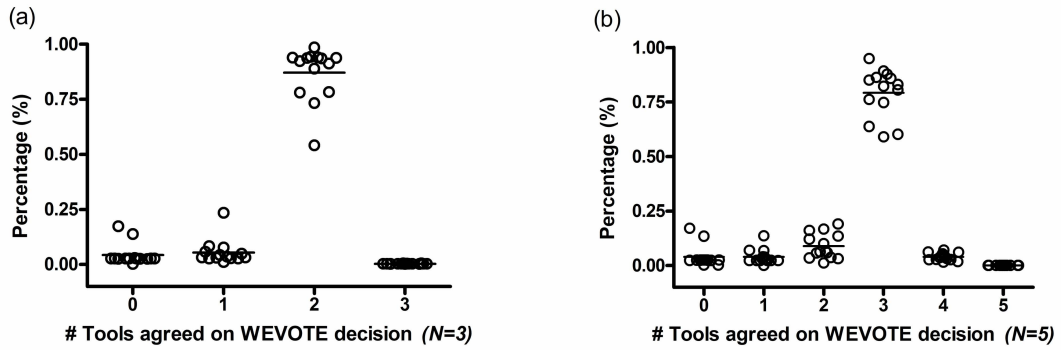 (a)
Percentage (%)
1.00
0.75
0.50
0.25
0.00
0 1 2 3
# Tools agreed on WEVOTE decision (N=3)
(b)
Percentage (%)
1.00
0.75
0.50
0.25
0.00
0 1 2 3 4 5
# Tools agreed on WEVOTE decision (N=5)